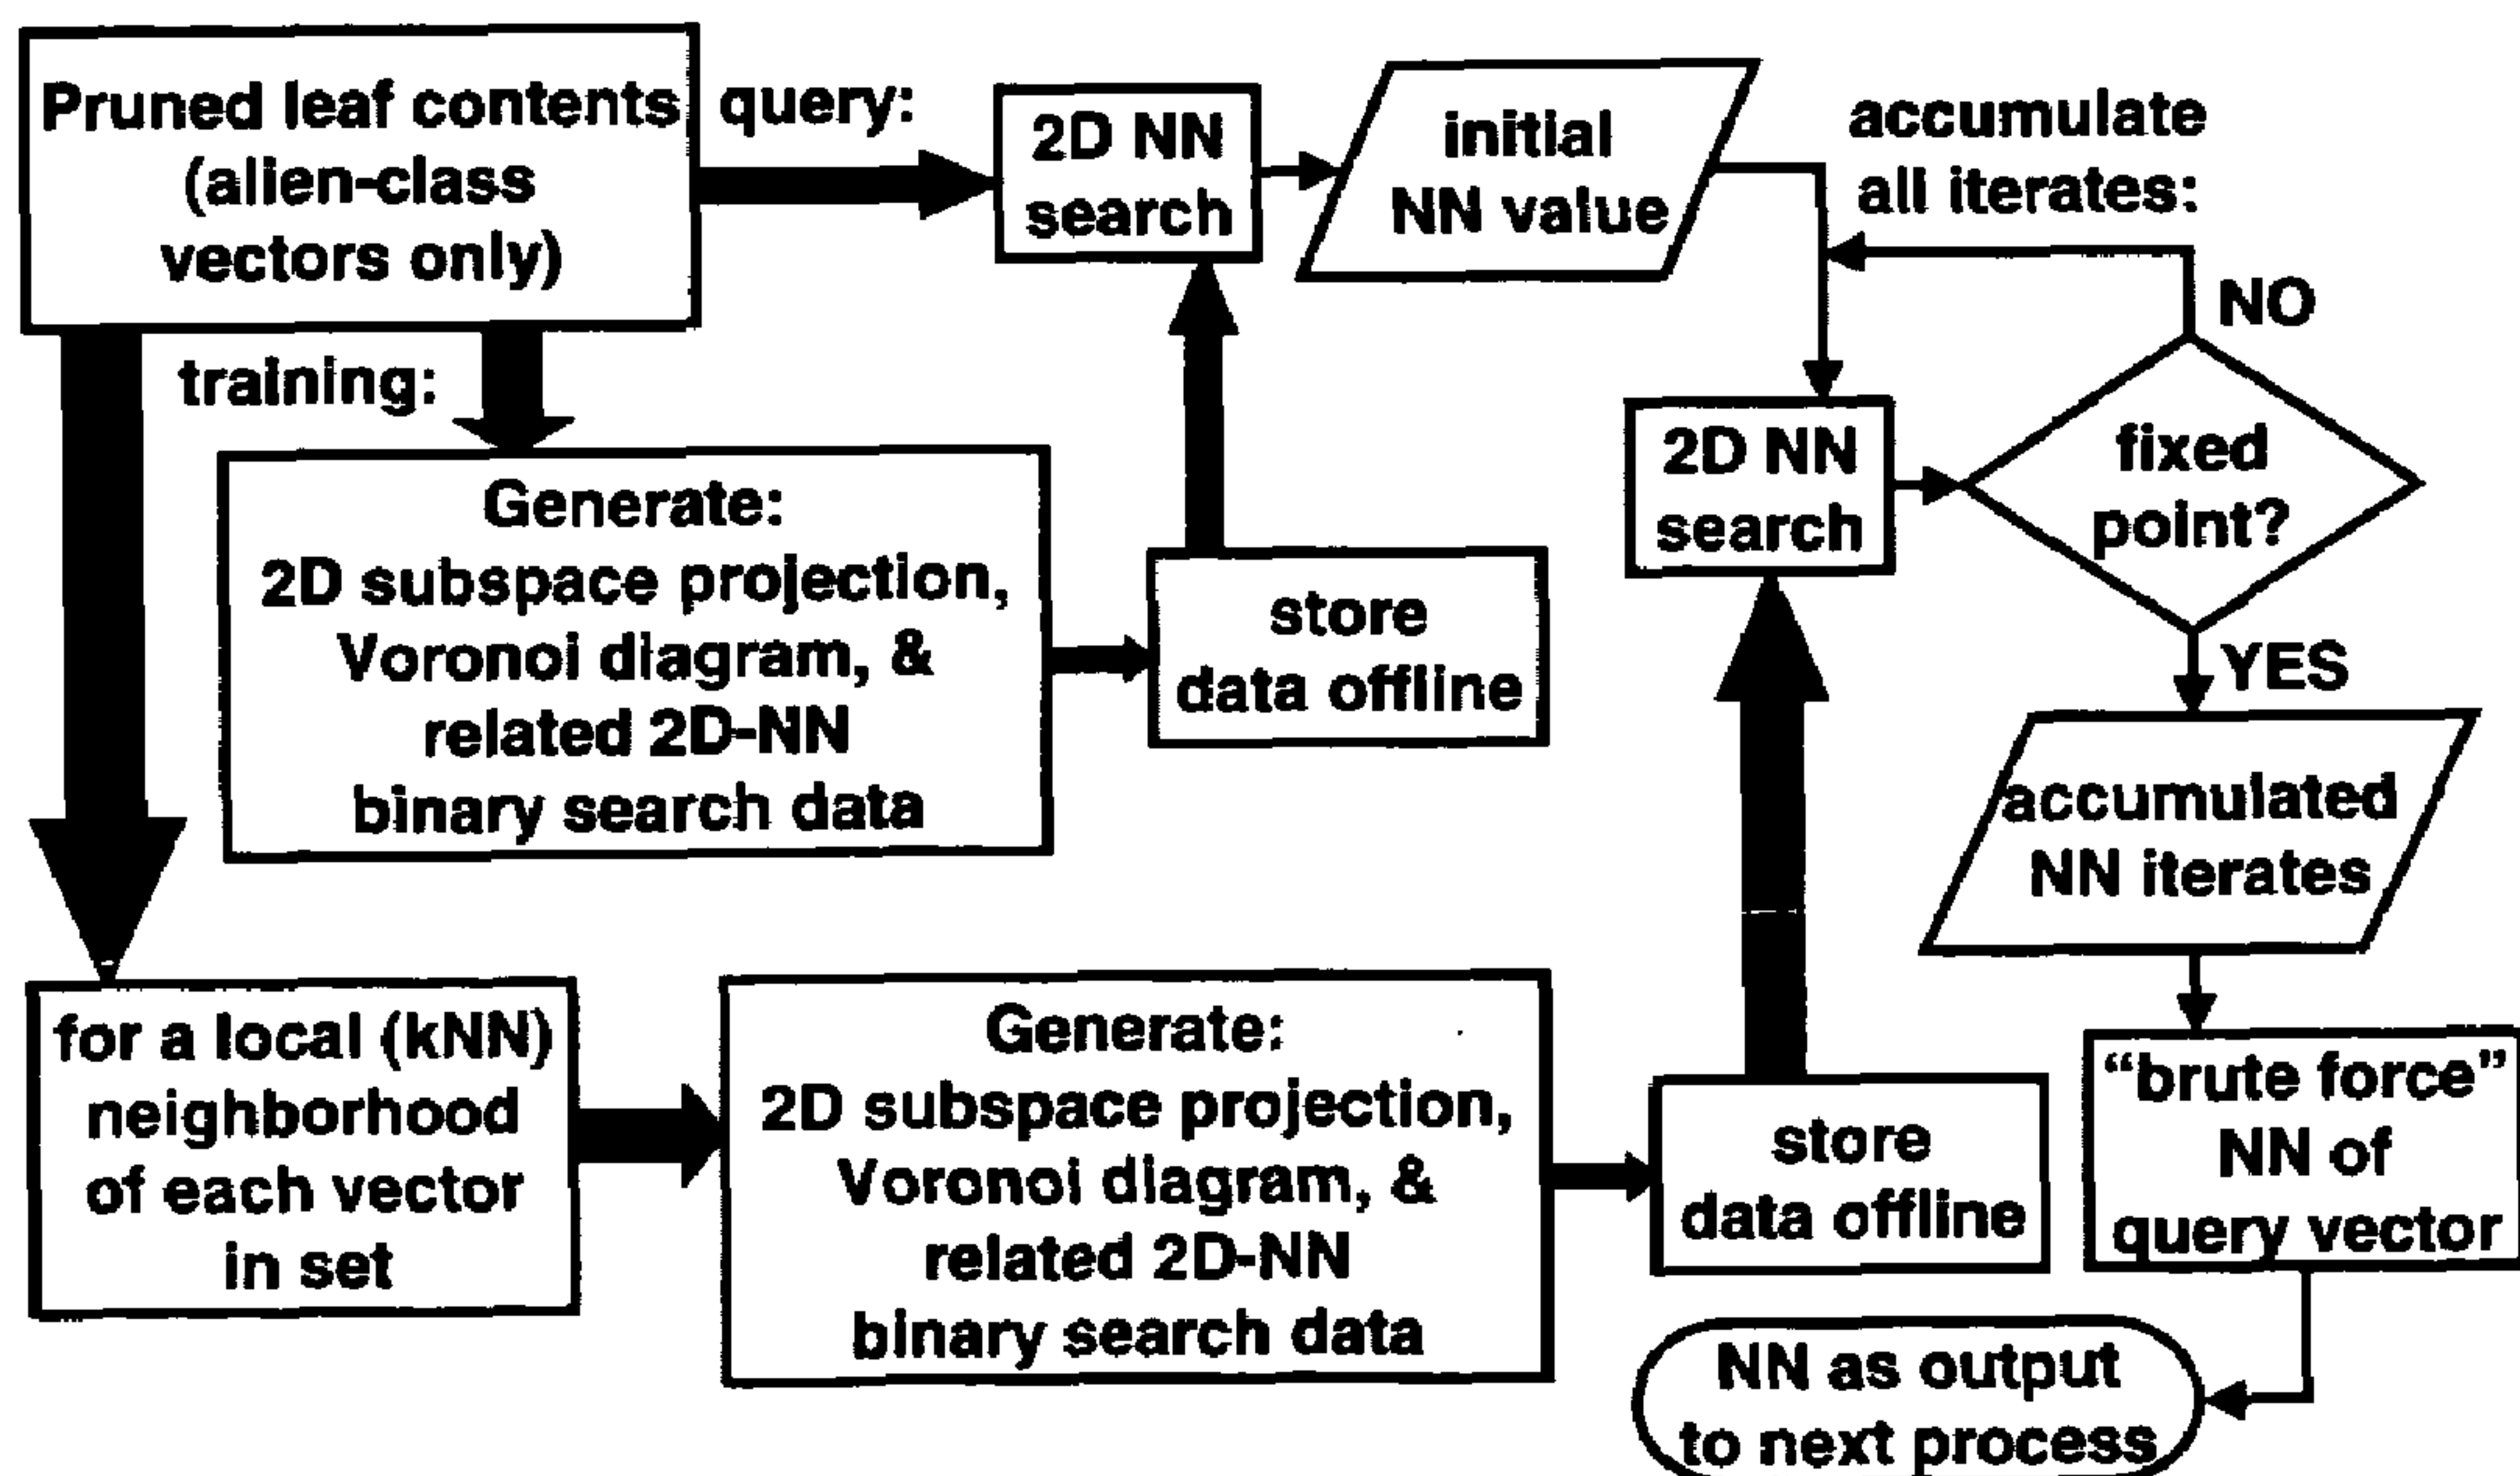 Pruned leaf contents
(alien-class
vectors only)
query:
2D NN
search
initial
NN value
accumulate
all iterates:
NO
training:
Generate:
2D subspace projection,
Voronoi diagram, &
related 2D-NN
binary search data
store
data offline
2D NN
search
fixed
point?
YES
accumulated
NN iterates
for a local (kNN)
neighborhood
of each vector
in set
Generate:
2D subspace projection,
Voronoi diagram, &
related 2D-NN
binary search data
store
data offline
“brute force”
NN of
query vector
NN as output
to next process